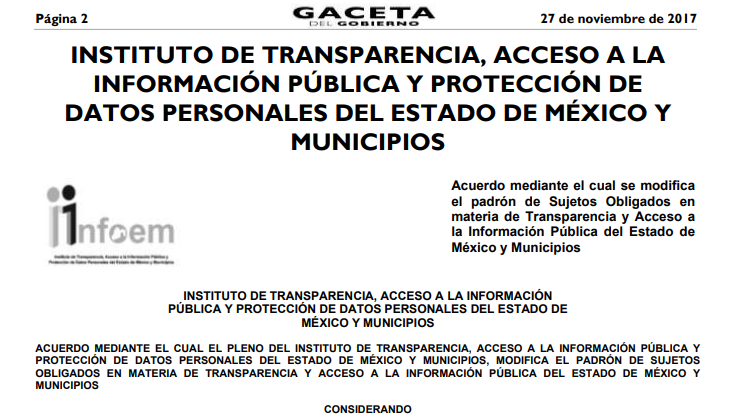 Página 2
GACETA
DEL GOBIERNO
27 de noviembre de 2017
INSTITUTO DE TRANSPARENCIA, ACCESO A LA
INFORMACIÓN PÚBLICA Y PROTECCIÓN DE
DATOS PERSONALES DEL ESTADO DE MÉXICO Y
MUNICIPIOS
infoem
Instituto de Transparencia, Acceso a la Información Pública y
Protección de Datos Personales del Estado de México y Municipios
Acuerdo mediante el cual se modifica
el padrón de Sujetos Obligados en
materia de Transparencia y Acceso a
la Información Pública del Estado de
México y Municipios
INSTITUTO DE TRANSPARENCIA, ACCESO A LA INFORMACIÓN
PÚBLICA Y PROTECCIÓN DE DATOS PERSONALES DEL ESTADO DE
MÉXICO Y MUNICIPIOS
ACUERDO MEDIANTE EL CUAL EL PLENO DEL INSTITUTO DE TRANSPARENCIA, ACCESO A LA INFORMACIÓN PÚBLICA Y
PROTECCIÓN DE DATOS PERSONALES DEL ESTADO DE MÉXICO Y MUNICIPIOS, MODIFICA EL PADRÓN DE SUJETOS
OBLIGADOS EN MATERIA DE TRANSPARENCIA Y ACCESO A LA INFORMACIÓN PÚBLICA DEL ESTADO DE MÉXICO Y
MUNICIPIOS
CONSIDERANDO